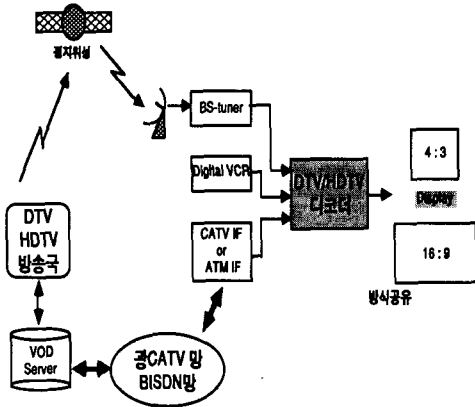 정지위성
BS-tuner
Digital VCR
CATV IF
or
ATM IF
DTV/HDTV
디코더
4:3
Display
16:9
방식공유
DTV
HDTV
방송국
VOD
Server
광CATV 망
BISDN망